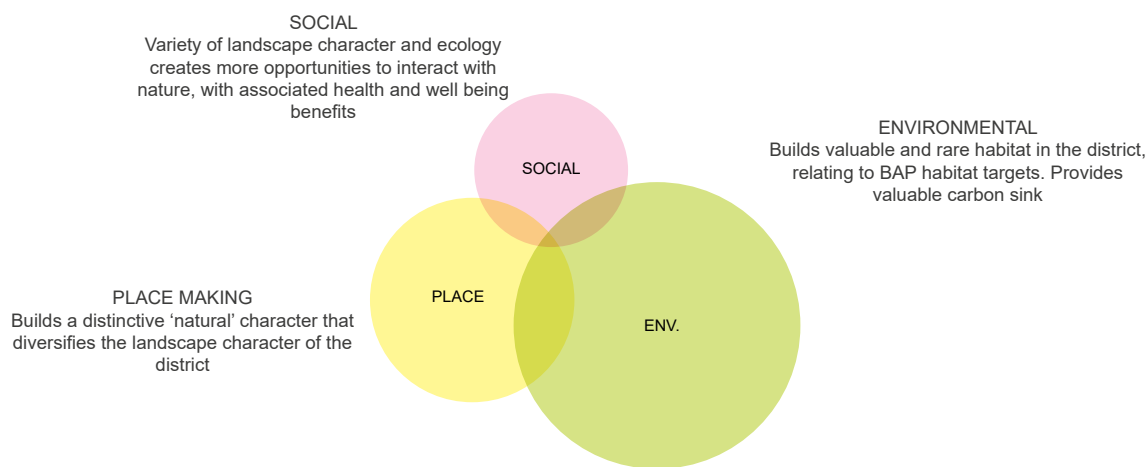 SOCIAL
Variety of landscape character and ecology
creates more opportunities to interact with
nature, with associated health and well being
benefits
ENVIRONMENTAL
Builds valuable and rare habitat in the district,
relating to BAP habitat targets. Provides
valuable carbon sink
SOCIAL
PLACE MAKING
Builds a distinctive ‘natural’ character that
diversifies the landscape character of the
district
PLACE
ENV.